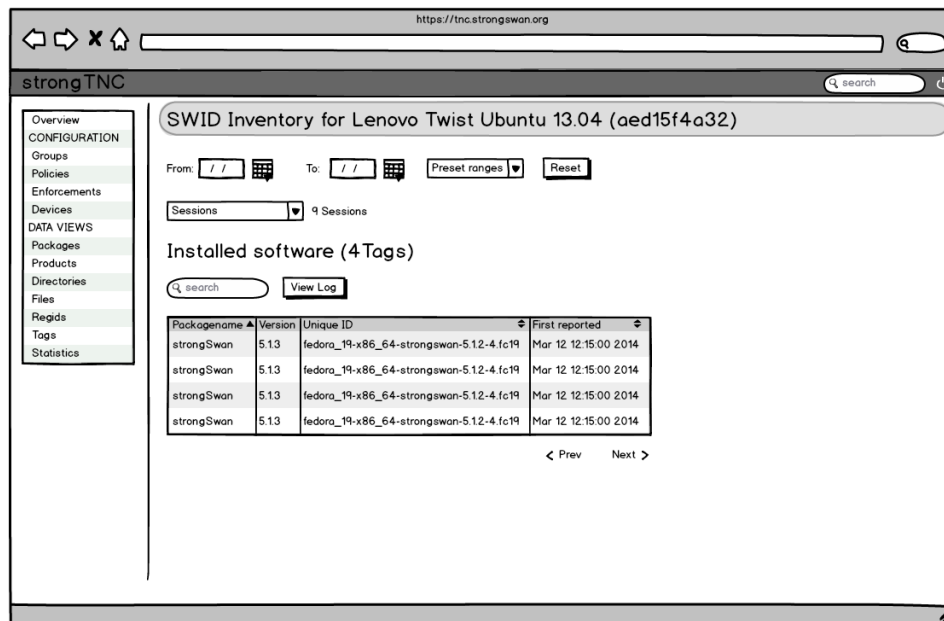 https://tnc.strongswan.org
strongTNC
search
Overview
CONFIGURATION
Groups
Policies
Enforcements
Devices
DATA VIEWS
Packages
Products
Directories
Files
Regids
Tags
Statistics
SWID Inventory for Lenovo Twist Ubuntu 13.04 (aed15f4a32)
From: / / To: / / Preset ranges Reset
Sessions 9 Sessions
Installed software (4 Tags)
search View Log
Packagename Version Unique ID First reported
strongSwan 5.1.3 fedora_19-x86_64-strongswan-5.1.2-4.fc19 Mar 12 12:15:00 2014
strongSwan 5.1.3 fedora_19-x86_64-strongswan-5.1.2-4.fc19 Mar 12 12:15:00 2014
strongSwan 5.1.3 fedora_19-x86_64-strongswan-5.1.2-4.fc19 Mar 12 12:15:00 2014
strongSwan 5.1.3 fedora_19-x86_64-strongswan-5.1.2-4.fc19 Mar 12 12:15:00 2014
Prev Next